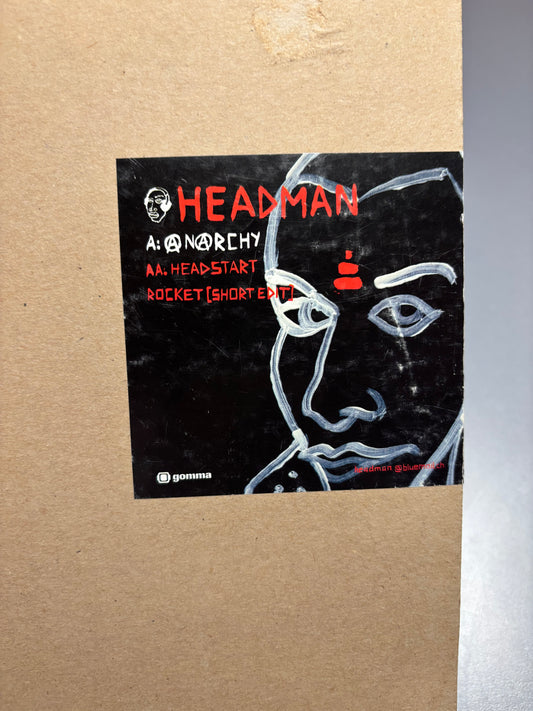 HEADMAN
A: ANARCHY
AA. HEADSTART
ROCKET [SHORT EDIT]
gomma